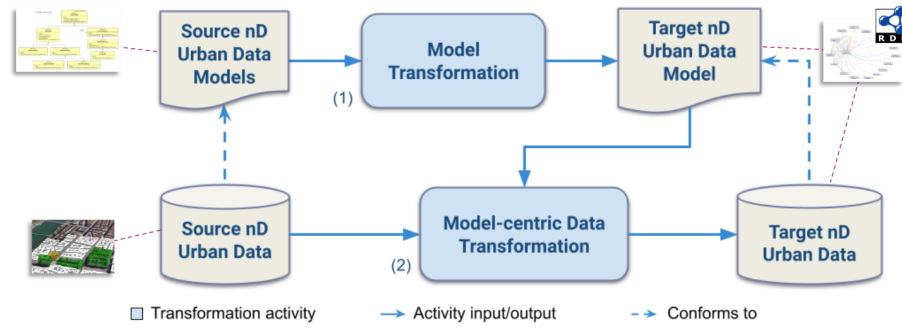 Source nD
Urban Data
Models
Model
Transformation
(1)
Target nD
Urban Data
Model
RDF
Source nD
Urban Data
Model-centric Data
Transformation
(2)
Target nD
Urban Data
Transformation activity
Activity input/output
Conforms to